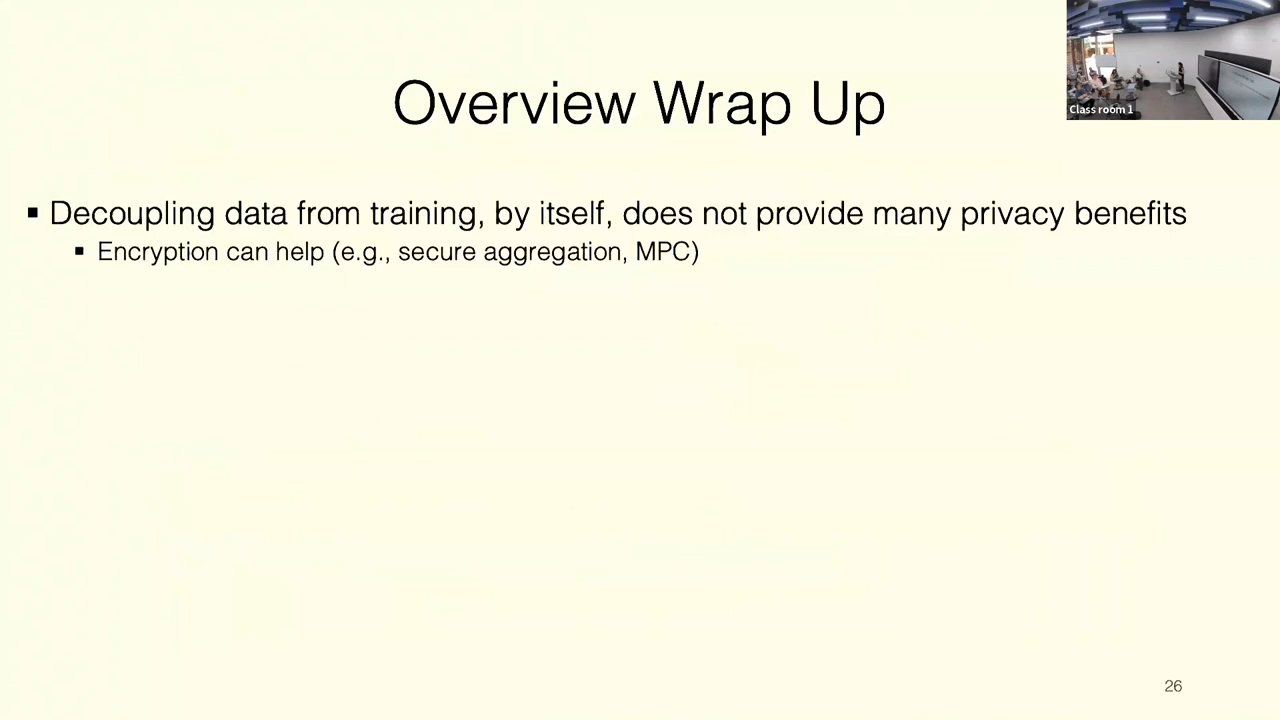 Class room 1
Overview Wrap Up
▪ Decoupling data from training, by itself, does not provide many privacy benefits
▪ Encryption can help (e.g., secure aggregation, MPC)
26